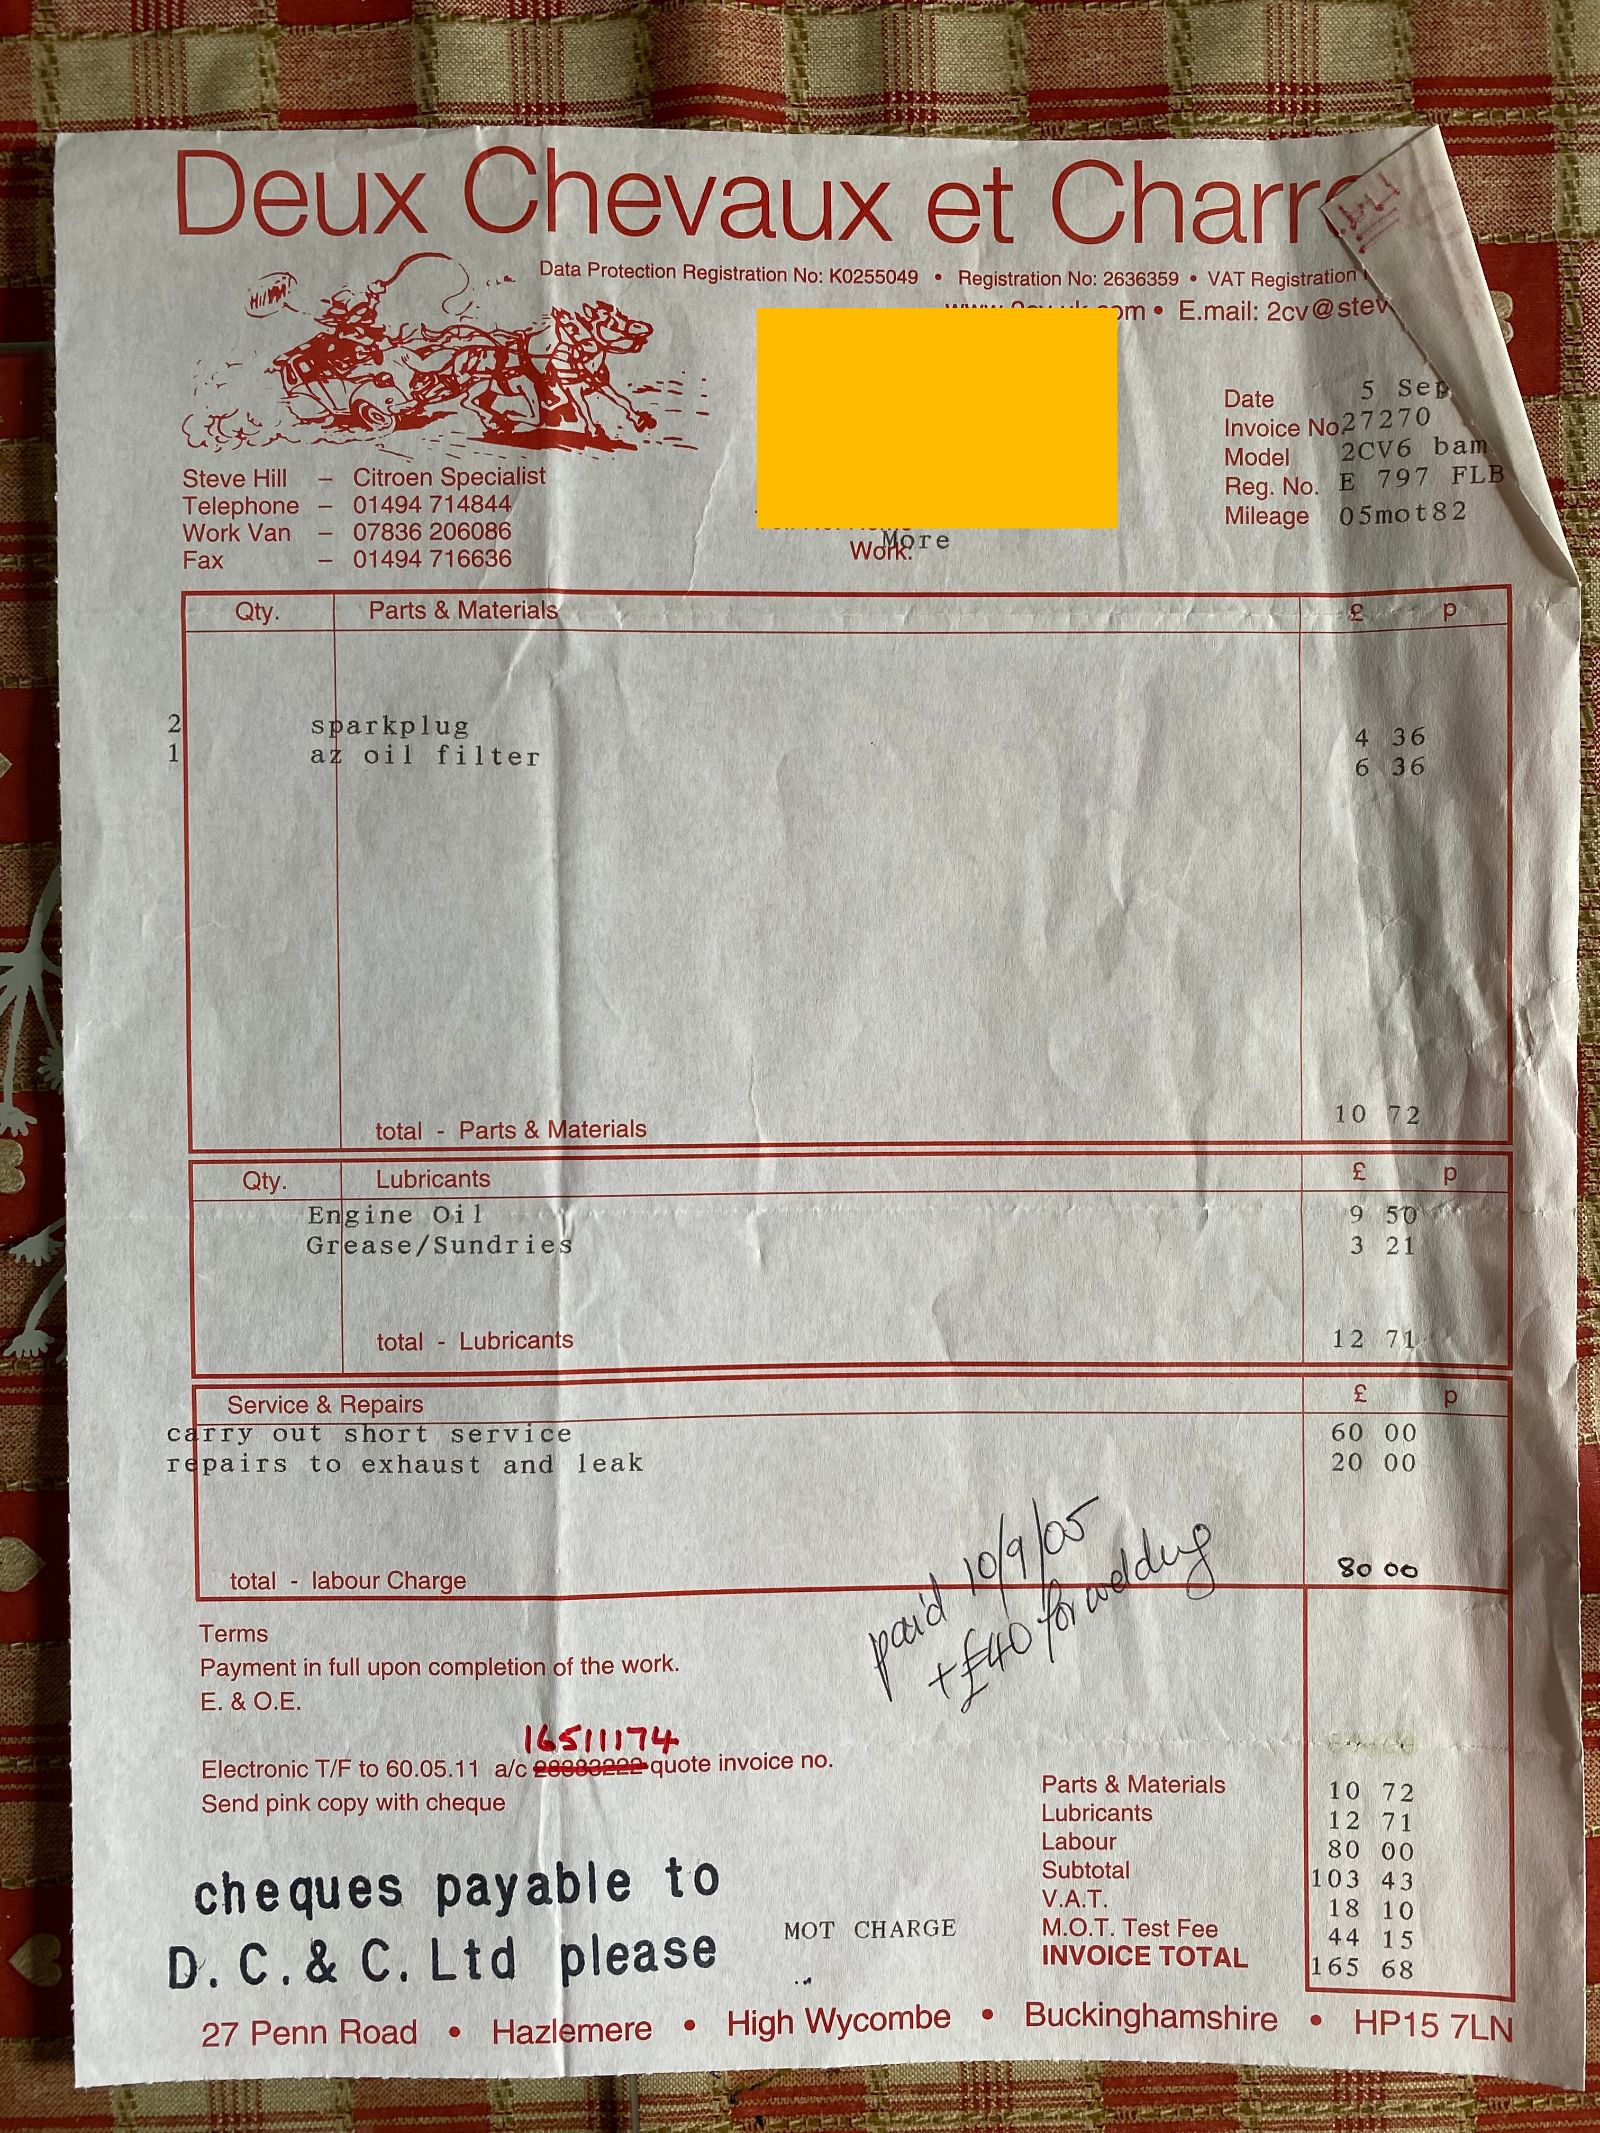 Deux Chevaux et Charr
Data Protection Registration No: K0255049 • Registration No: 2636359 • VAT Registration
om • E.mail: 2cv@stev
Steve Hill – Citroen Specialist
Telephone – 01494 714844
Work Van – 07836 206086
Fax – 01494 716636
More
Work:
Date 5 Sep
Invoice No 27270
Model 2CV6 bam
Reg. No. E 797 FLB
Mileage 05mot82
Qty. Parts & Materials £ p
2 sparkplug 4 36
1 az oil filter 6 36
total - Parts & Materials 10 72
Qty. Lubricants £ p
Engine Oil 9 50
Grease/Sundries 3 21
total - Lubricants 12 71
Service & Repairs £ p
carry out short service 60 00
repairs to exhaust and leak 20 00
total - labour Charge 80 00
paid 10/9/05
+£40 for welding
Terms
Payment in full upon completion of the work.
E. & O.E.
16511174
Electronic T/F to 60.05.11 a/c 28083222 quote invoice no.
Send pink copy with cheque
cheques payable to
D.C.&C.Ltd please
MOT CHARGE
Parts & Materials 10 72
Lubricants 12 71
Labour 80 00
Subtotal 103 43
V.A.T. 18 10
M.O.T. Test Fee 44 15
INVOICE TOTAL 165 68
27 Penn Road • Hazlemere • High Wycombe • Buckinghamshire • HP15 7LN